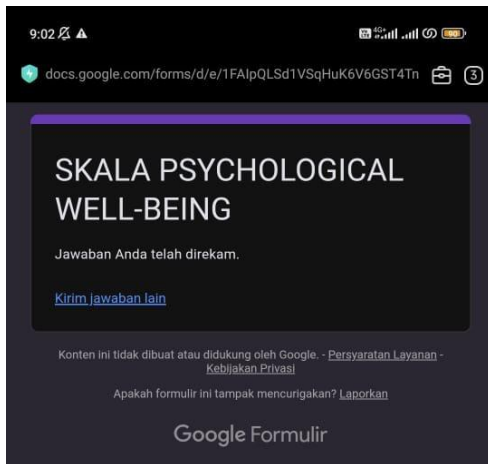 9:02
4G+
90
docs.google.com/forms/d/e/1FAIpQLSd1VSqHuK6V6GST4Tn
3
SKALA PSYCHOLOGICAL
WELL-BEING
Jawaban Anda telah direkam.
Kirim jawaban lain
Konten ini tidak dibuat atau didukung oleh Google. - Persyaratan Layanan -
Kebijakan Privasi
Apakah formulir ini tampak mencurigakan? Laporkan
Google Formulir